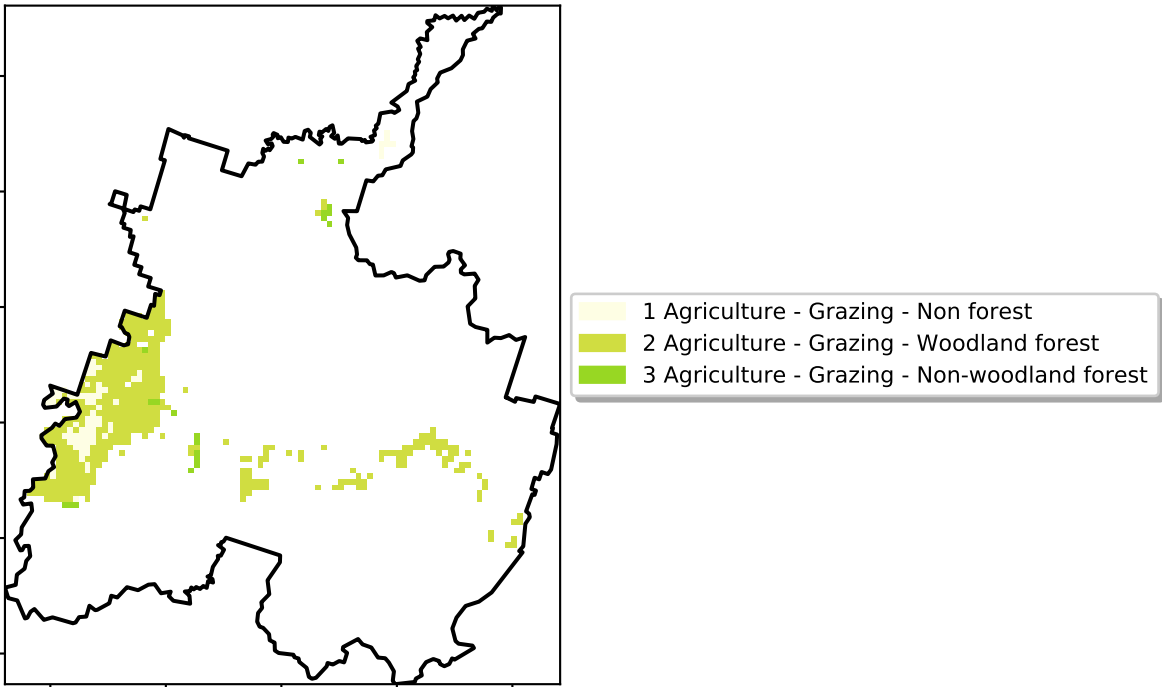 1 Agriculture - Grazing - Non forest
2 Agriculture - Grazing - Woodland forest
3 Agriculture - Grazing - Non-woodland forest